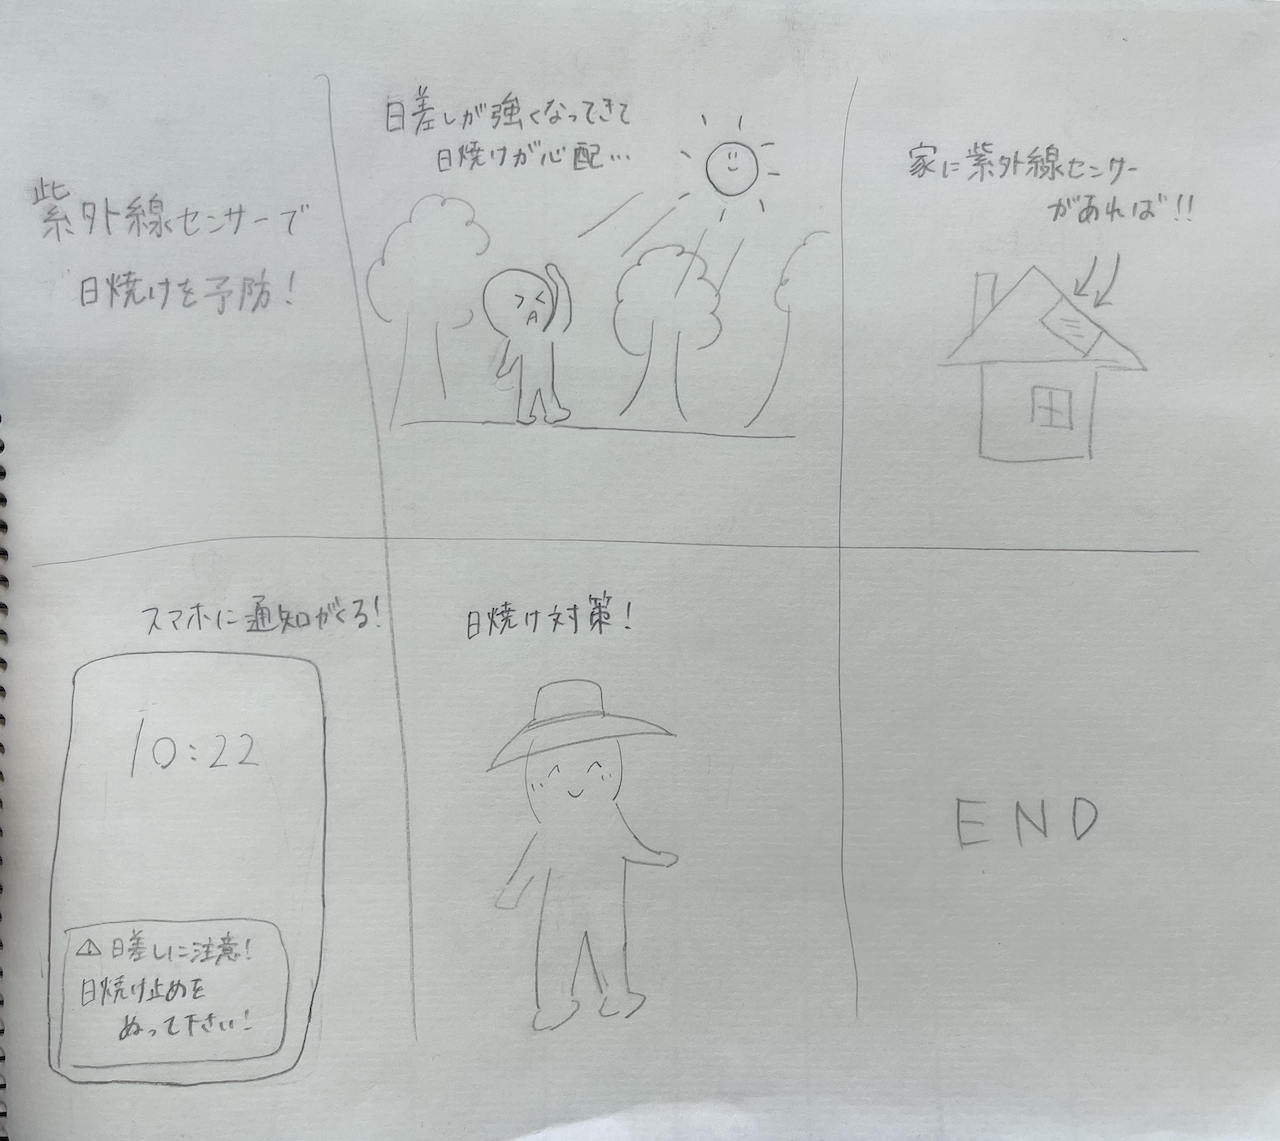 紫外線センサーで
日焼けを予防！
日差しが強くなってきて
日焼けが心配…
家に紫外線センサー
があれば!!
スマホに通知がくる！
10:22
⚠日差しに注意！
日焼け止めを
ぬって下さい！
日焼け対策！
END